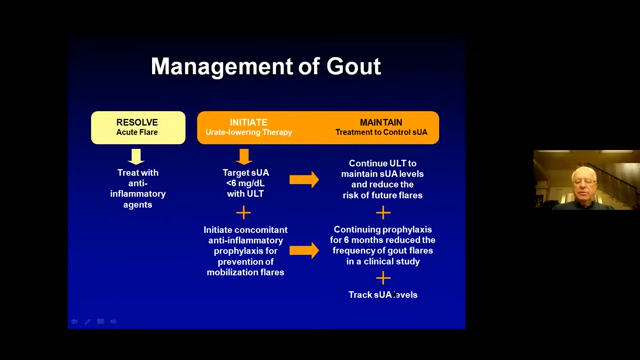 Management of Gout
RESOLVE
Acute Flare
INITIATE
Urate-lowering Therapy
MAINTAIN
Treatment to Control sUA
Treat with
anti-
inflammatory
agents
Target sUA
<6 mg/dL
with ULT
+
Initiate concomitant
anti-inflammatory
prophylaxis for
prevention of
mobilization flares
Continue ULT to
maintain sUA levels
and reduce the
risk of future flares
+
Continuing prophylaxis
for 6 months reduced the
frequency of gout flares
in a clinical study
+
Track sUA levels